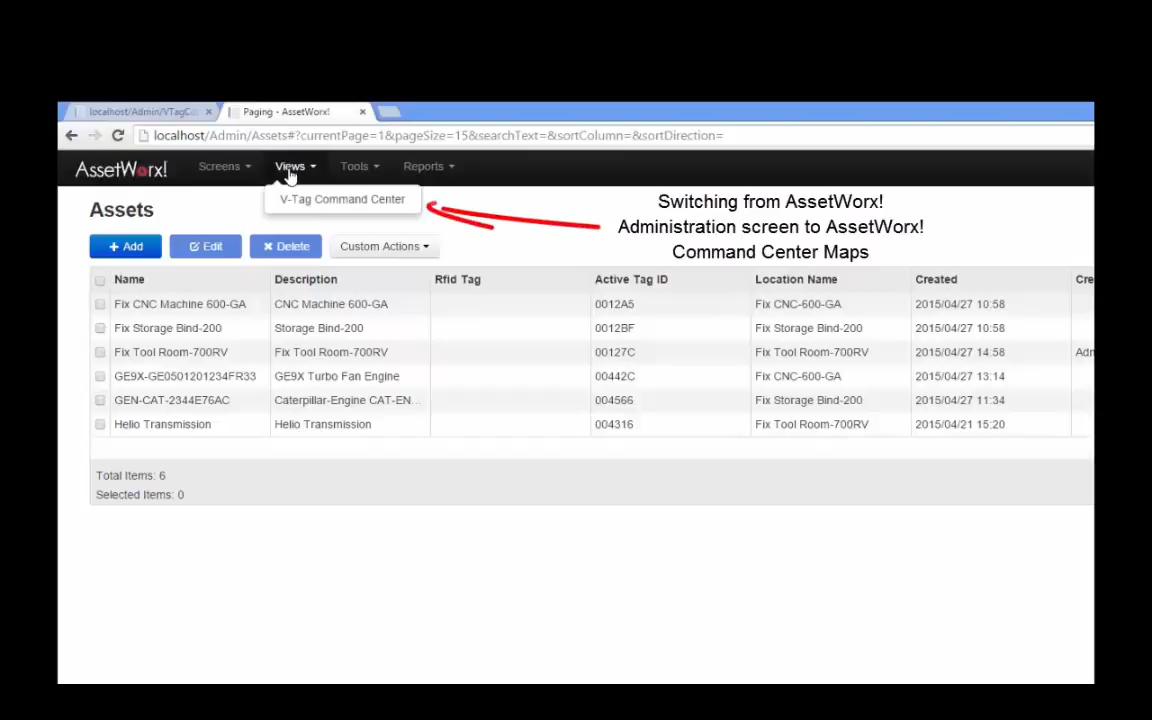 localhost/Admin/VTagCo
Paging - AssetWorx!
localhost/Admin/Assets#?currentPage=1&pageSize=15&searchText=&sortColumn=&sortDirection=
AssetWorx! Screens Views Tools Reports
V-Tag Command Center
Switching from AssetWorx!
Administration screen to AssetWorx!
Command Center Maps
Assets
Add Edit Delete Custom Actions
Name Description Rfid Tag Active Tag ID Location Name Created Cre
Fix CNC Machine 600-GA CNC Machine 600-GA 0012A5 Fix CNC-600-GA 2015/04/27 10:58
Fix Storage Bind-200 Storage Bind-200 0012BF Fix Storage Bind-200 2015/04/27 10:58
Fix Tool Room-700RV Fix Tool Room-700RV 00127C Fix Tool Room-700RV 2015/04/27 14:58 Adn
GE9X-GE0501201234FR33 GE9X Turbo Fan Engine 00442C Fix CNC-600-GA 2015/04/27 13:14
GEN-CAT-2344E76AC Caterpillar-Engine CAT-EN... 004566 Fix Storage Bind-200 2015/04/27 11:34
Helio Transmission Helio Transmission 004316 Fix Tool Room-700RV 2015/04/21 15:20
Total Items: 6
Selected Items: 0